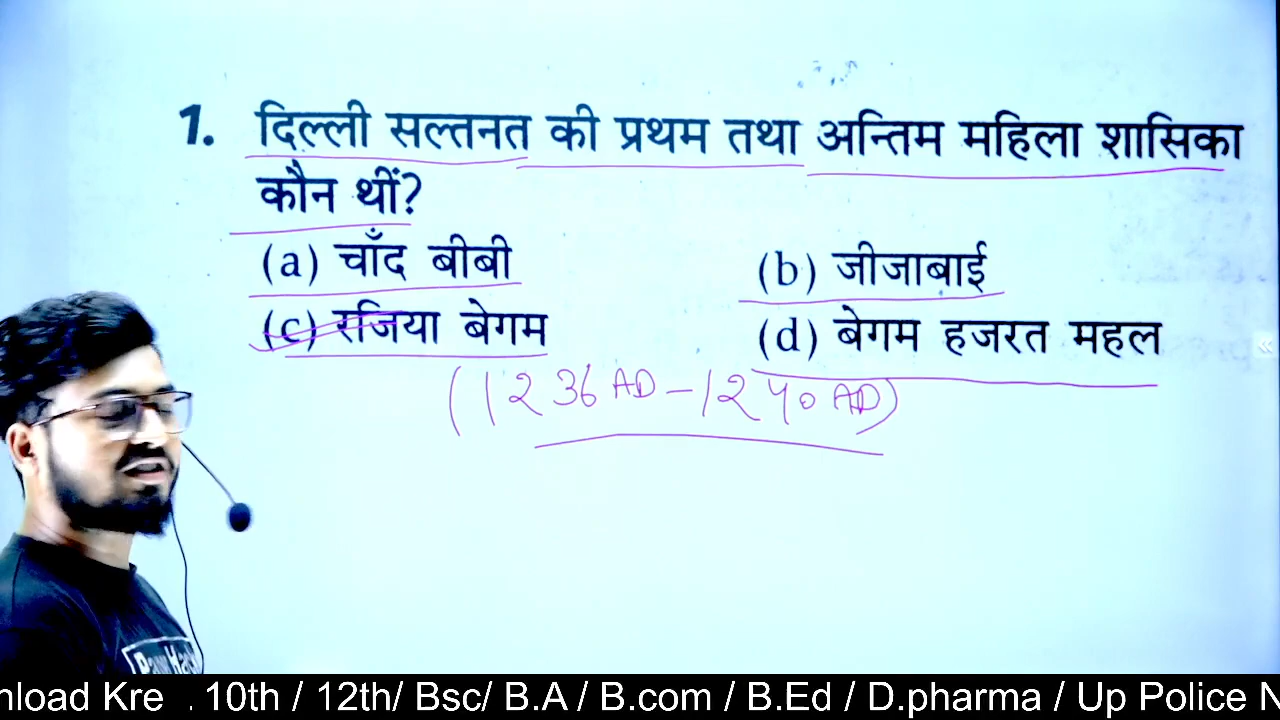 1. दिल्ली सल्तनत की प्रथम तथा अन्तिम महिला शासिका
कौन थीं?
(a) चाँद बीबी (b) जीजाबाई
(c) रजिया बेगम (d) बेगम हजरत महल
(1236 AD - 1240 AD)
nload Kre . 10th / 12th/ Bsc/ B.A / B.com / B.Ed / D.pharma / Up Police N